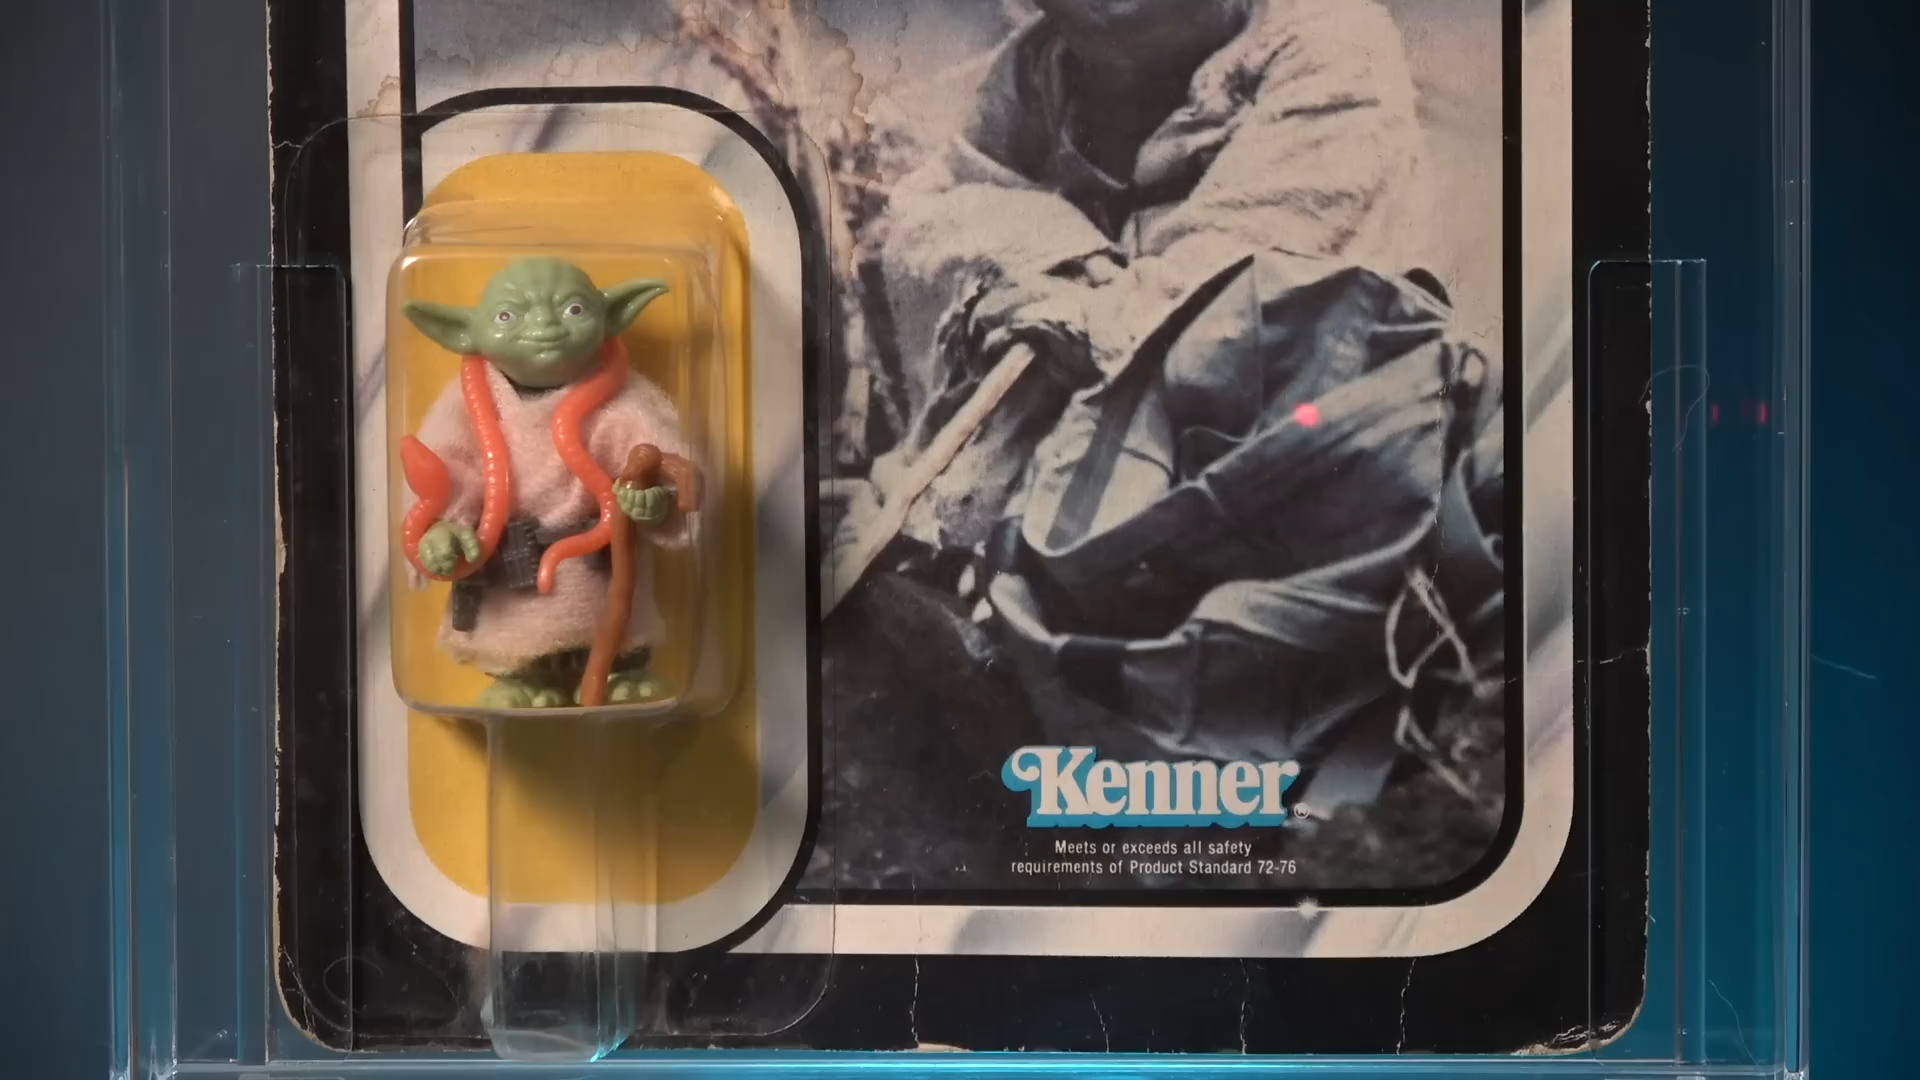 Kenner®
Meets or exceeds all safety
requirements of Product Standard 72-76